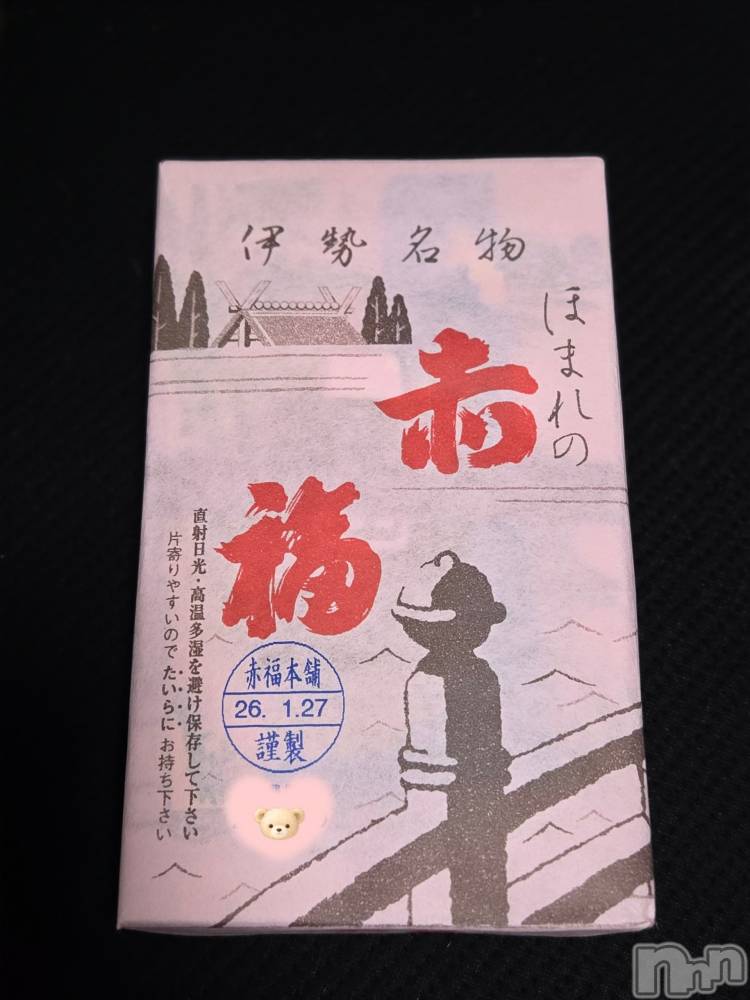 伊勢名物
ほまれの
赤
福
直射日光・高温多湿を避け保存して下さい
片寄りやすいので たいらに お持ち下さい
赤福本舗
26. 1.27
謹製
nnn